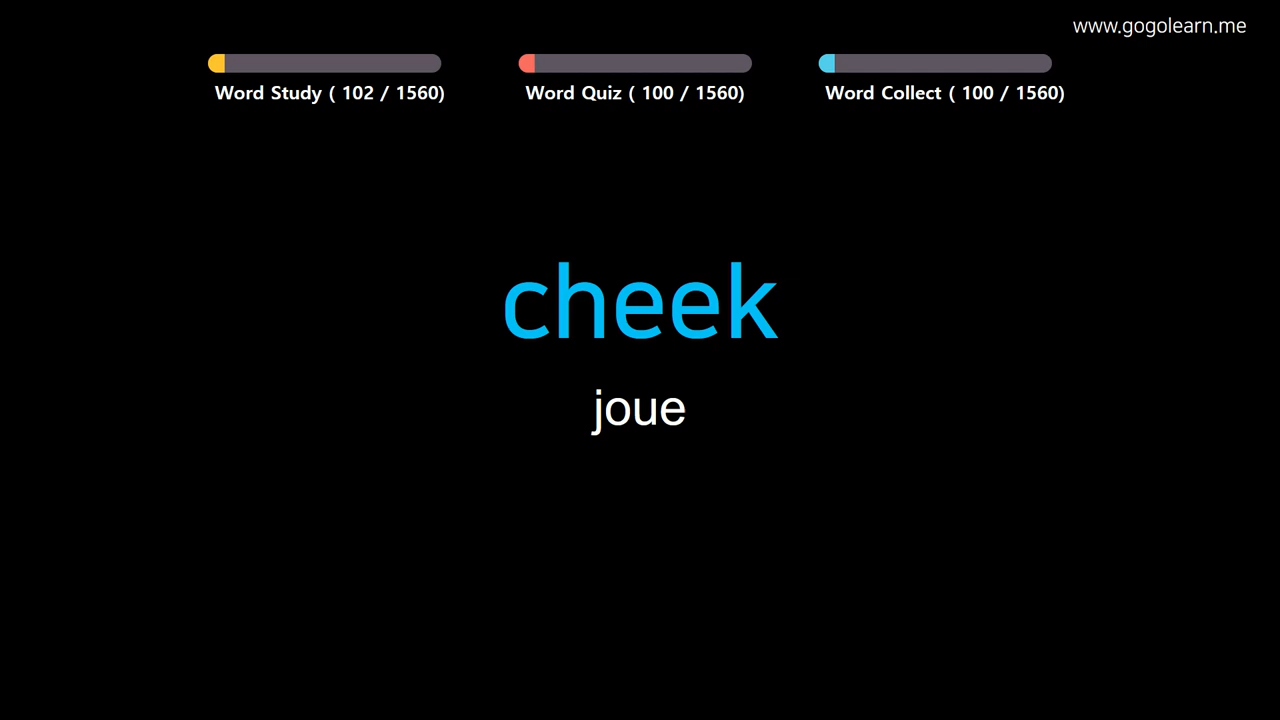 www.gogolearn.me
Word Study ( 102 / 1560)
Word Quiz ( 100 / 1560)
Word Collect ( 100 / 1560)
cheek
joue